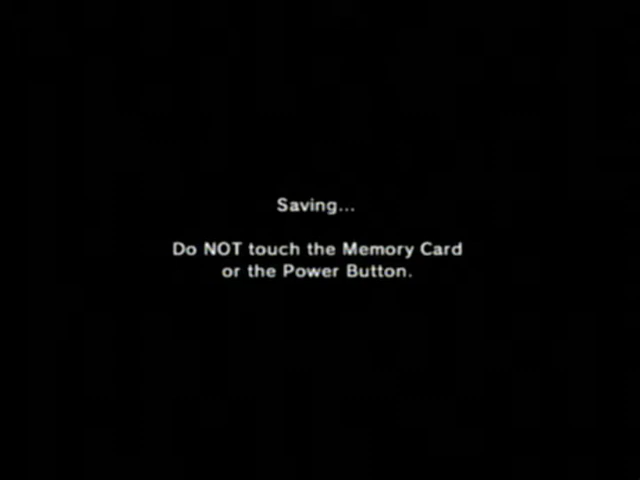 Saving...
Do NOT touch the Memory Card
or the Power Button.